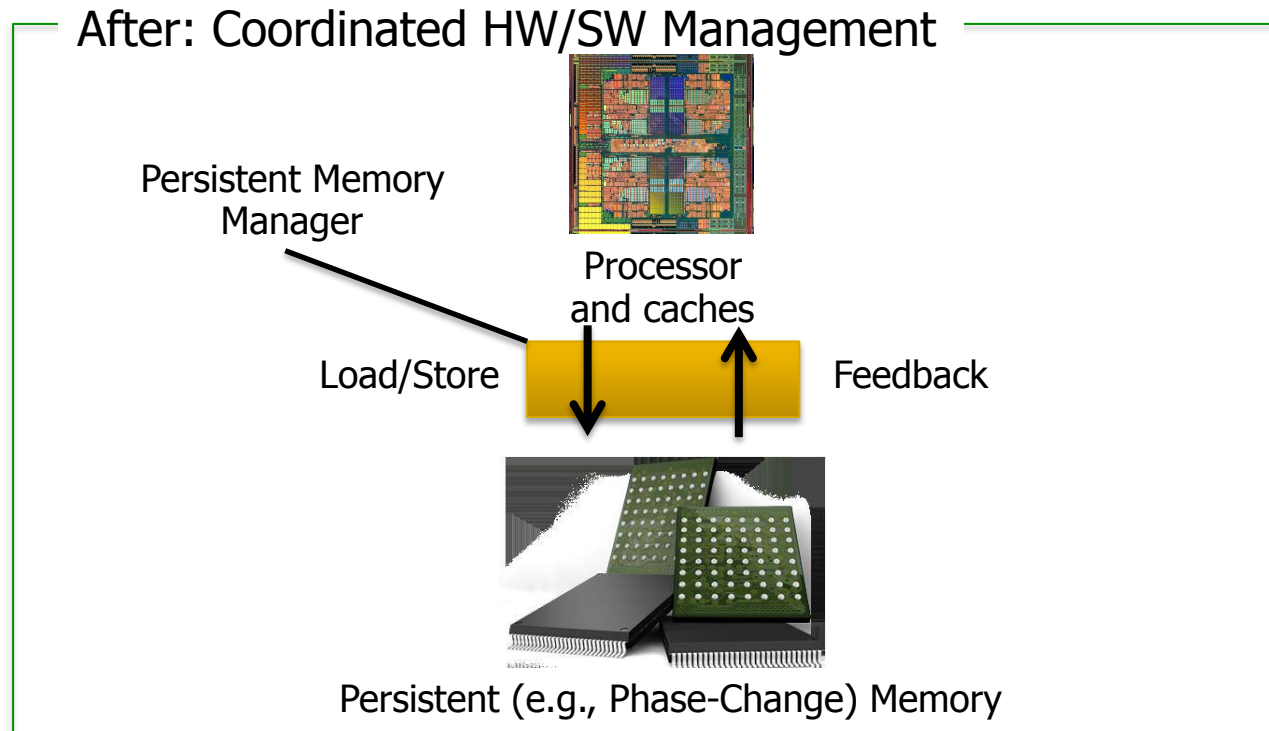 After: Coordinated HW/SW Management
Persistent Memory
Manager
Processor
and caches
Load/Store
Feedback
Persistent (e.g., Phase-Change) Memory